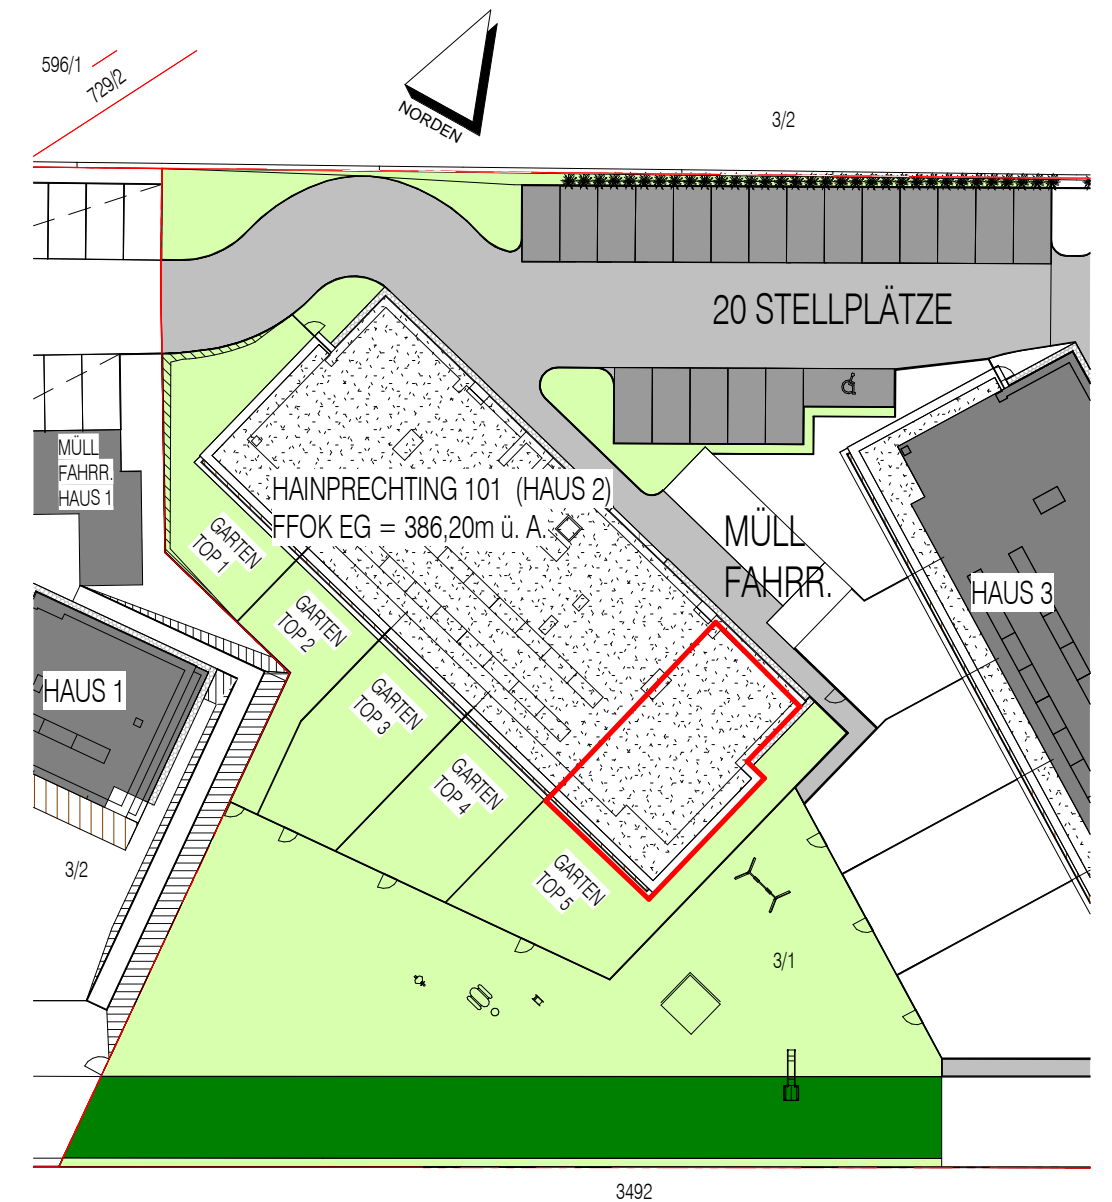 596/1
729/2
NORDEN
3/2
20 STELLPLÄTZE
MÜLL
FAHRR.
HAUS 1
HAINPRECHTING 101 (HAUS 2)
FFOK EG = 386,20m ü. A.
MÜLL
FAHRR.
HAUS 3
GARTEN
TOP 1
GARTEN
TOP 2
HAUS 1
GARTEN
TOP 3
GARTEN
TOP 4
GARTEN
TOP 5
3/2
3/1
3492